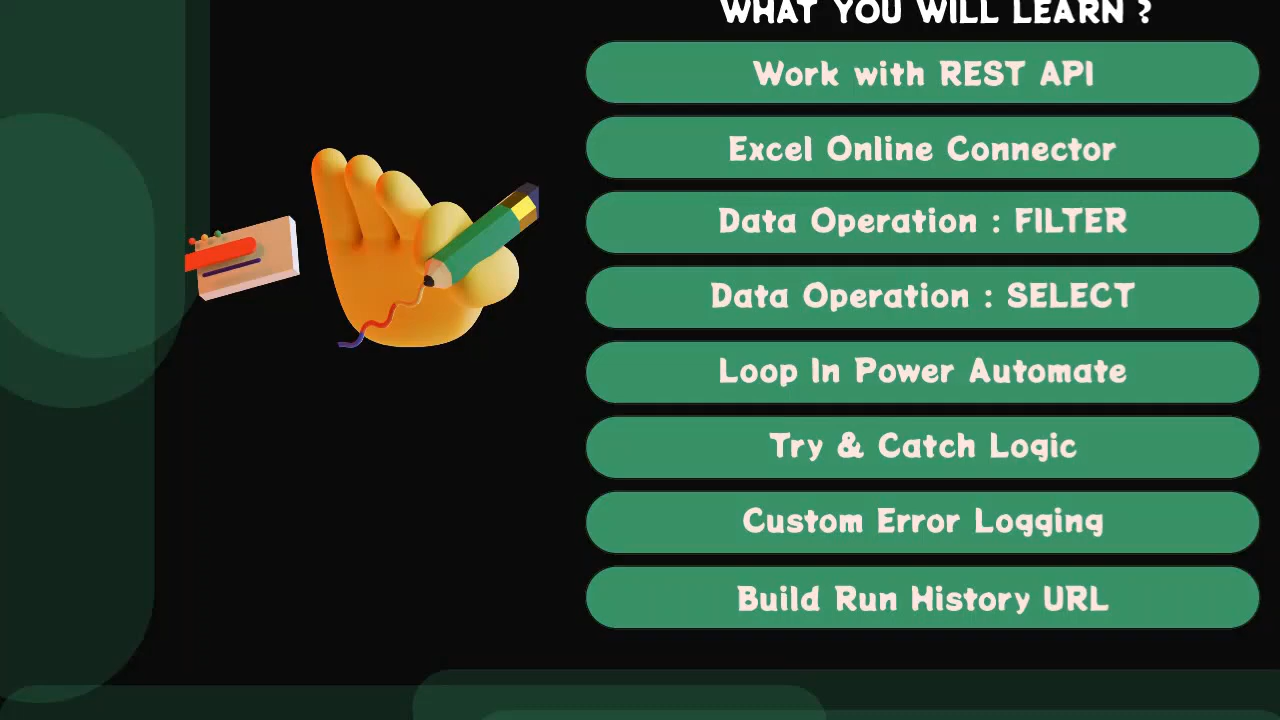 WHAT YOU WILL LEARN ?
Work with REST API
Excel Online Connector
Data Operation : FILTER
Data Operation : SELECT
Loop In Power Automate
Try & Catch Logic
Custom Error Logging
Build Run History URL